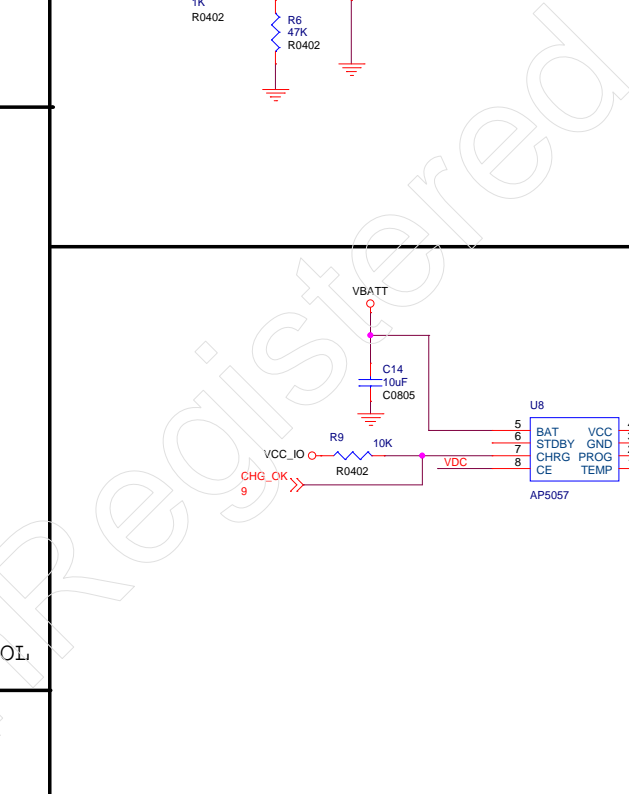 1K
R0402
R6
47K
R0402
VBATT
C14
10uF
C0805
U8
R9
10K
VCC_IO
R0402
CHG_OK
9
VDC
5
6
7
8
BAT VCC
STDBY GND
CHRG PROG
CE TEMP
AP5057
OL
Registered